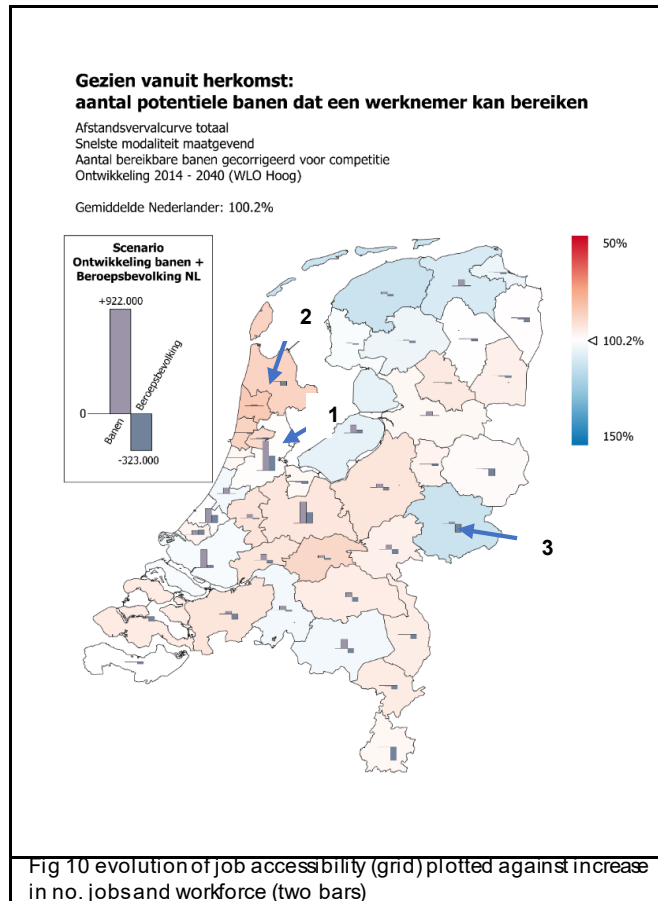 Gezien vanuit herkomst:
aantal potentiele banen dat een werknemer kan bereiken
Afstandsvervalcurve totaal
Snelste modaliteit maatgevend
Aantal bereikbare banen gecorrigeerd voor competitie
Ontwikkeling 2014 - 2040 (WLO Hoog)
Gemiddelde Nederlander: 100.2%
Scenario
Ontwikkeling banen +
Beroepsbevolking NL
+922.000
Beroepsbevolking
0
Banen
-323.000
2
1
3
50%
100.2%
150%
Fig 10 evolution of job accessibility (grid) plotted against increase
in no. jobs and workforce (two bars)